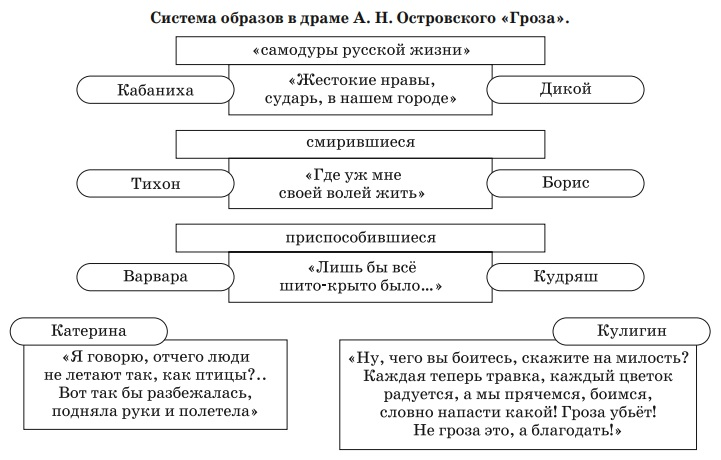 Система образов в драме А. Н. Островского «Гроза».
«самодуры русской жизни»
Кабаниха
«Жестокие нравы,
сударь, в нашем городе»
Дикой
смирившиеся
Тихон
«Где уж мне
своей волей жить»
Борис
приспособившиеся
Варвара
«Лишь бы всё
шито-крыто было...»
Кудряш
Катерина
«Я говорю, отчего люди
не летают так, как птицы?..
Вот так бы разбежалась,
подняла руки и полетела»
Кулигин
«Ну, чего вы боитесь, скажите на милость?
Каждая теперь травка, каждый цветок
радуется, а мы прячемся, боимся,
словно напасти какой! Гроза убьёт!
Не гроза это, а благодать!»